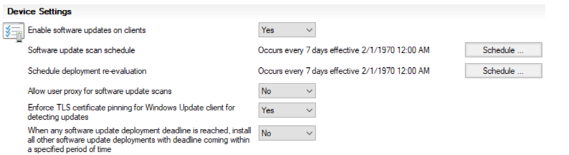 Device Settings
Enable software updates on clients Yes
Software update scan schedule Occurs every 7 days effective 2/1/1970 12:00 AM Schedule ...
Schedule deployment re-evaluation Occurs every 7 days effective 2/1/1970 12:00 AM Schedule ...
Allow user proxy for software update scans No
Enforce TLS certificate pinning for Windows Update client for
detecting updates Yes
When any software update deployment deadline is reached, install
all other software update deployments with deadline coming within No
a specified period of time